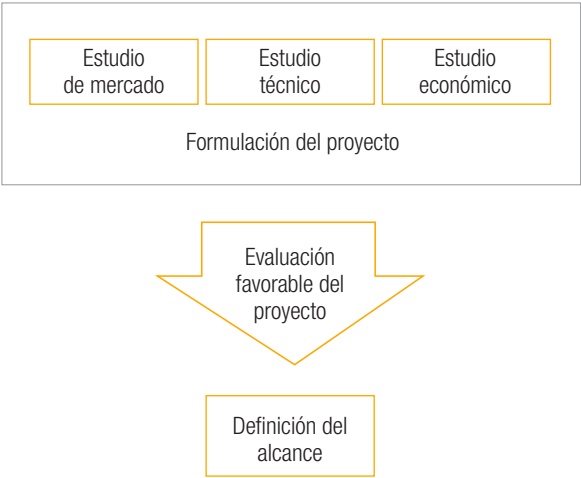 Estudio
de mercado
Estudio
técnico
Estudio
económico
Formulación del proyecto
Evaluación
favorable del
proyecto
Definición del
alcance